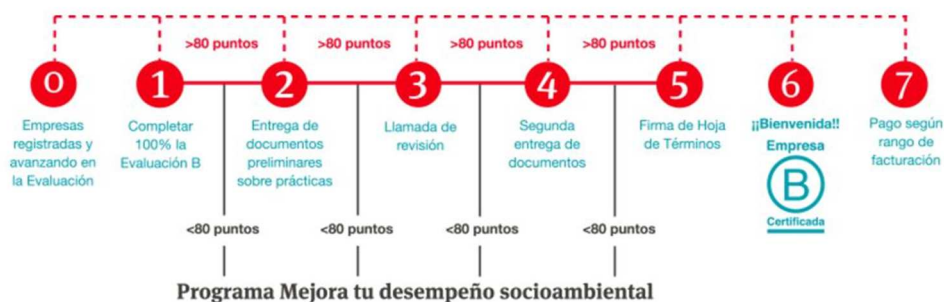 >80 puntos >80 puntos >80 puntos >80 puntos
0 1 2 3 4 5 6 7
Empresas
registradas y
avanzando en
la Evaluación
Completar
100% la
Evaluación B
Entrega de
documentos
preliminares
sobre prácticas
Llamada de
revisión
Segunda
entrega de
documentos
Firma de Hoja
de Términos
¡¡Bienvenida!!
Empresa
B
Certificada
Pago según
rango de
facturación
<80 puntos <80 puntos <80 puntos <80 puntos
Programa Mejora tu desempeño socioambiental